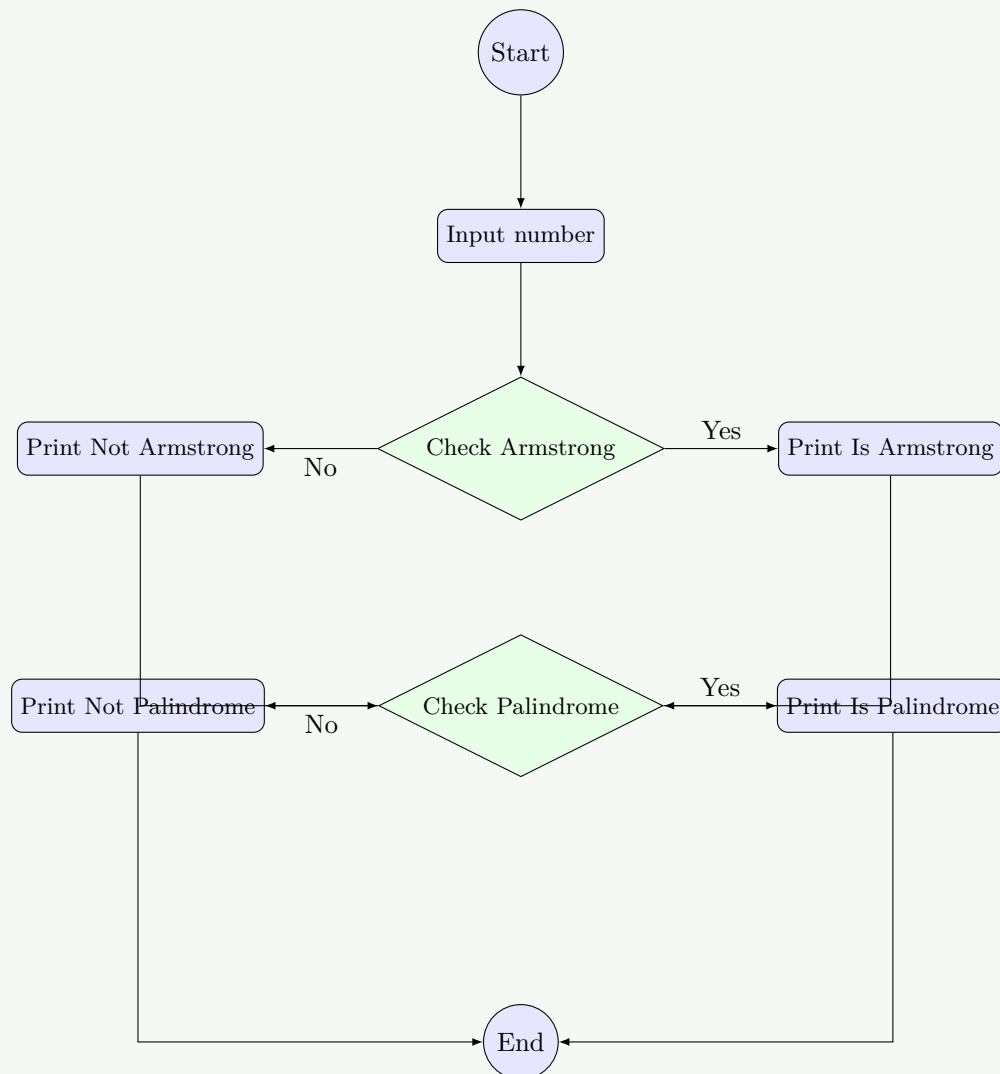 Start
Input number
Print Not Armstrong
No
Check Armstrong
Yes
Print Is Armstrong
Print Not Palindrome
No
Check Palindrome
Yes
Print Is Palindrome
End